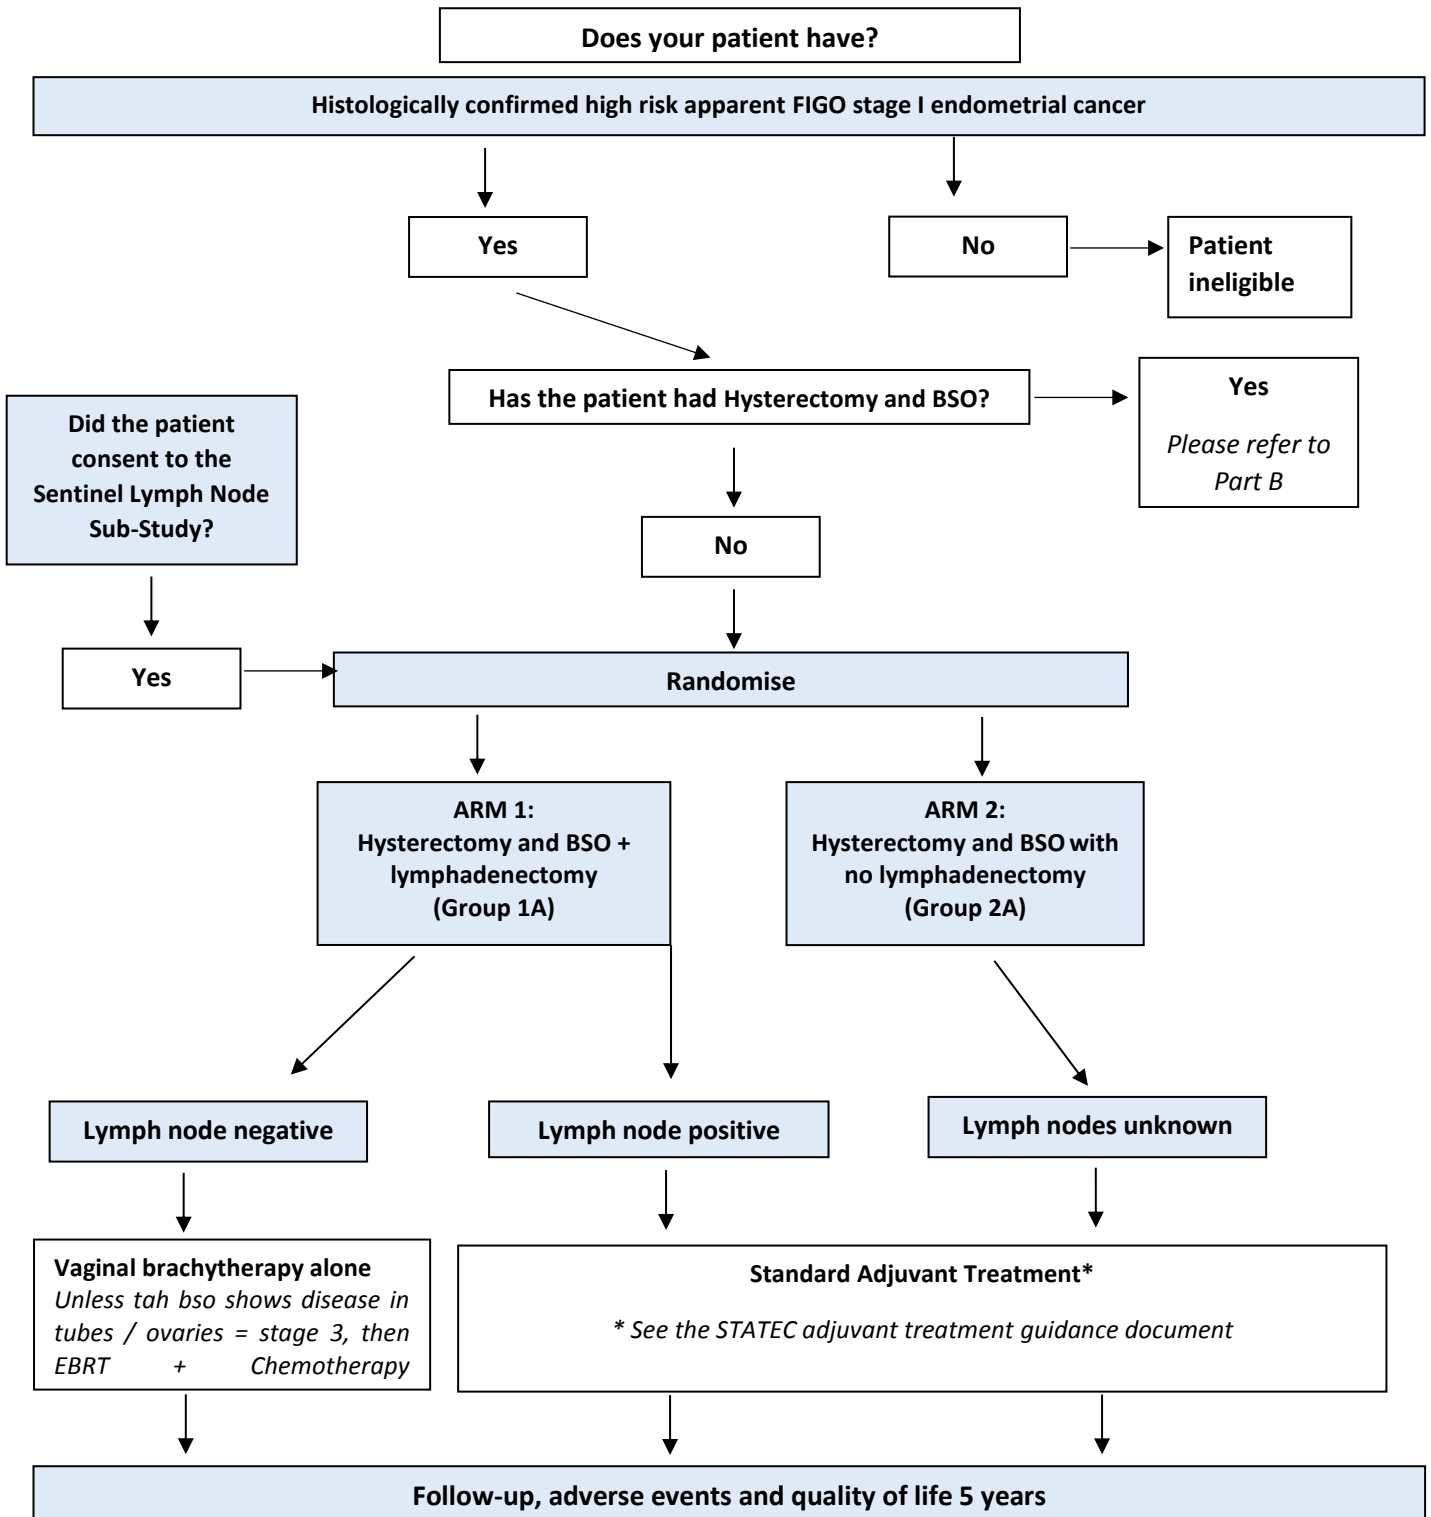 Does your patient have?
Histologically confirmed high risk apparent FIGO stage I endometrial cancer
Yes
No
Patient
ineligible
Has the patient had Hysterectomy and BSO?
Yes
Please refer to
Part B
Did the patient
consent to the
Sentinel Lymph Node
Sub-Study?
No
Yes
Randomise
ARM 1:
Hysterectomy and BSO +
lymphadenectomy
(Group 1A)
ARM 2:
Hysterectomy and BSO with
no lymphadenectomy
(Group 2A)
Lymph node negative
Lymph node positive
Lymph nodes unknown
Vaginal brachytherapy alone
Unless tah bso shows disease in
tubes / ovaries = stage 3, then
EBRT + Chemotherapy
Standard Adjuvant Treatment*
* See the STATEC adjuvant treatment guidance document
Follow-up, adverse events and quality of life 5 years